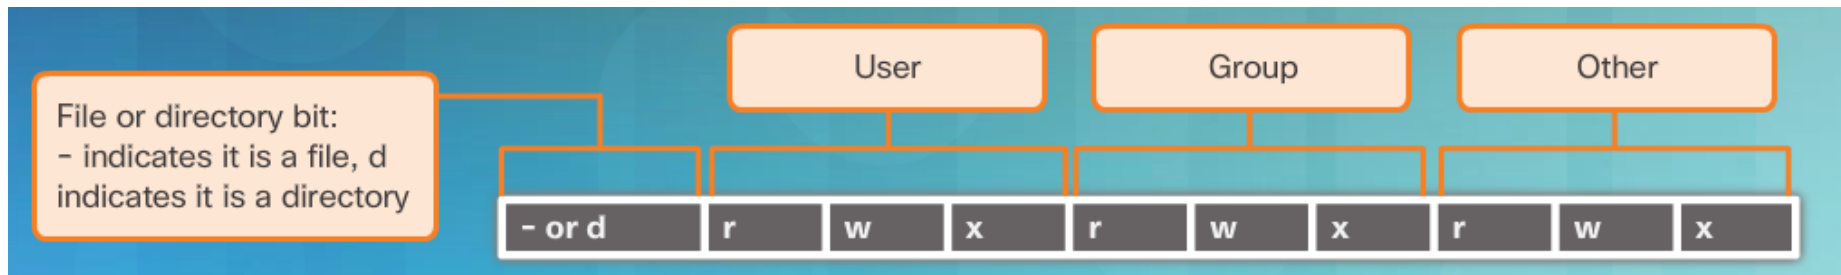 User
Group
Other
File or directory bit:
- indicates it is a file, d
indicates it is a directory
- or d r w x r w x r w x